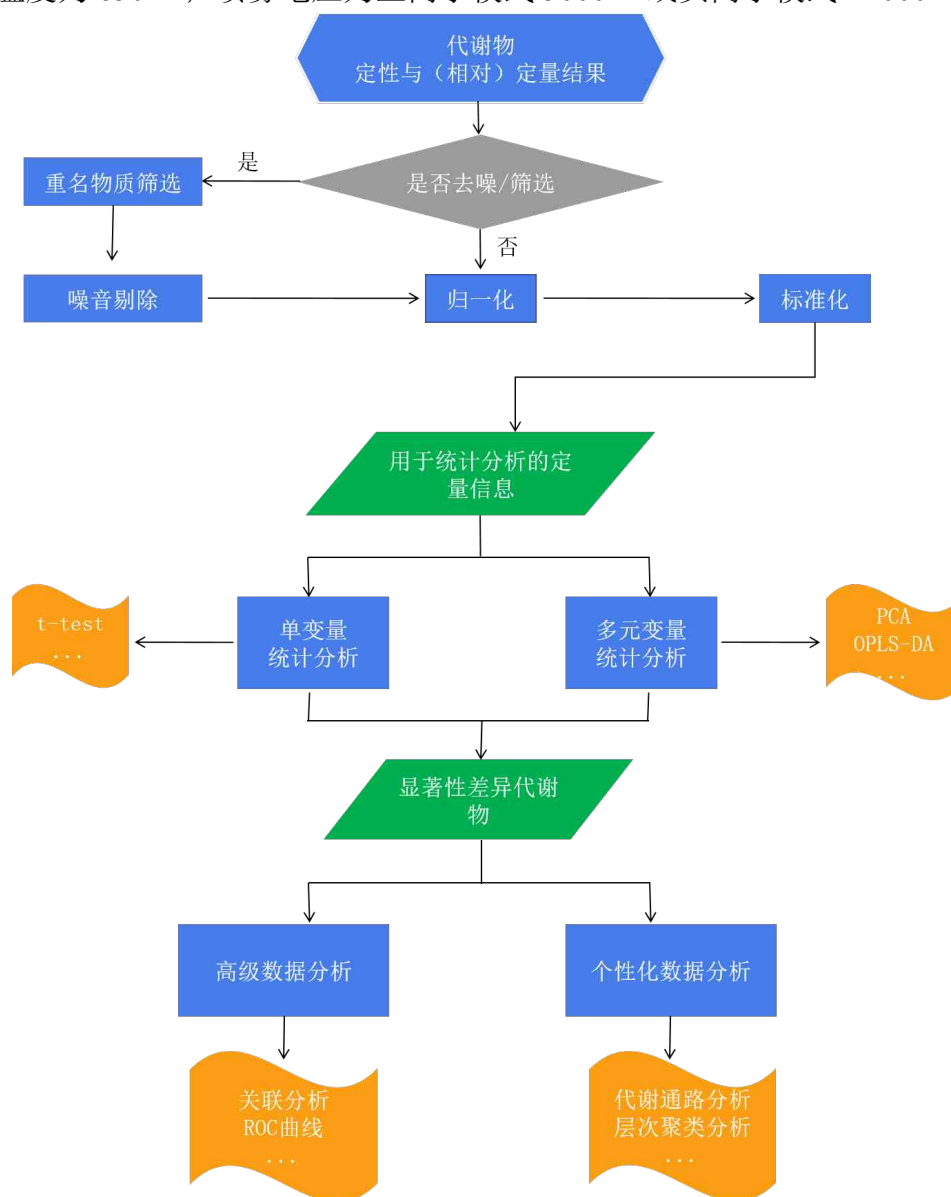 代谢物
定性与（相对）定量结果
是否去噪/筛选
是
重名物质筛选
否
噪音剔除
归一化
标准化
用于统计分析的定
量信息
t-test
...
单变量
统计分析
多元变量
统计分析
PCA
OPLS-DA
...
显著性差异代谢
物
高级数据分析
个性化数据分析
关联分析
ROC曲线
...
代谢通路分析
层次聚类分析
...